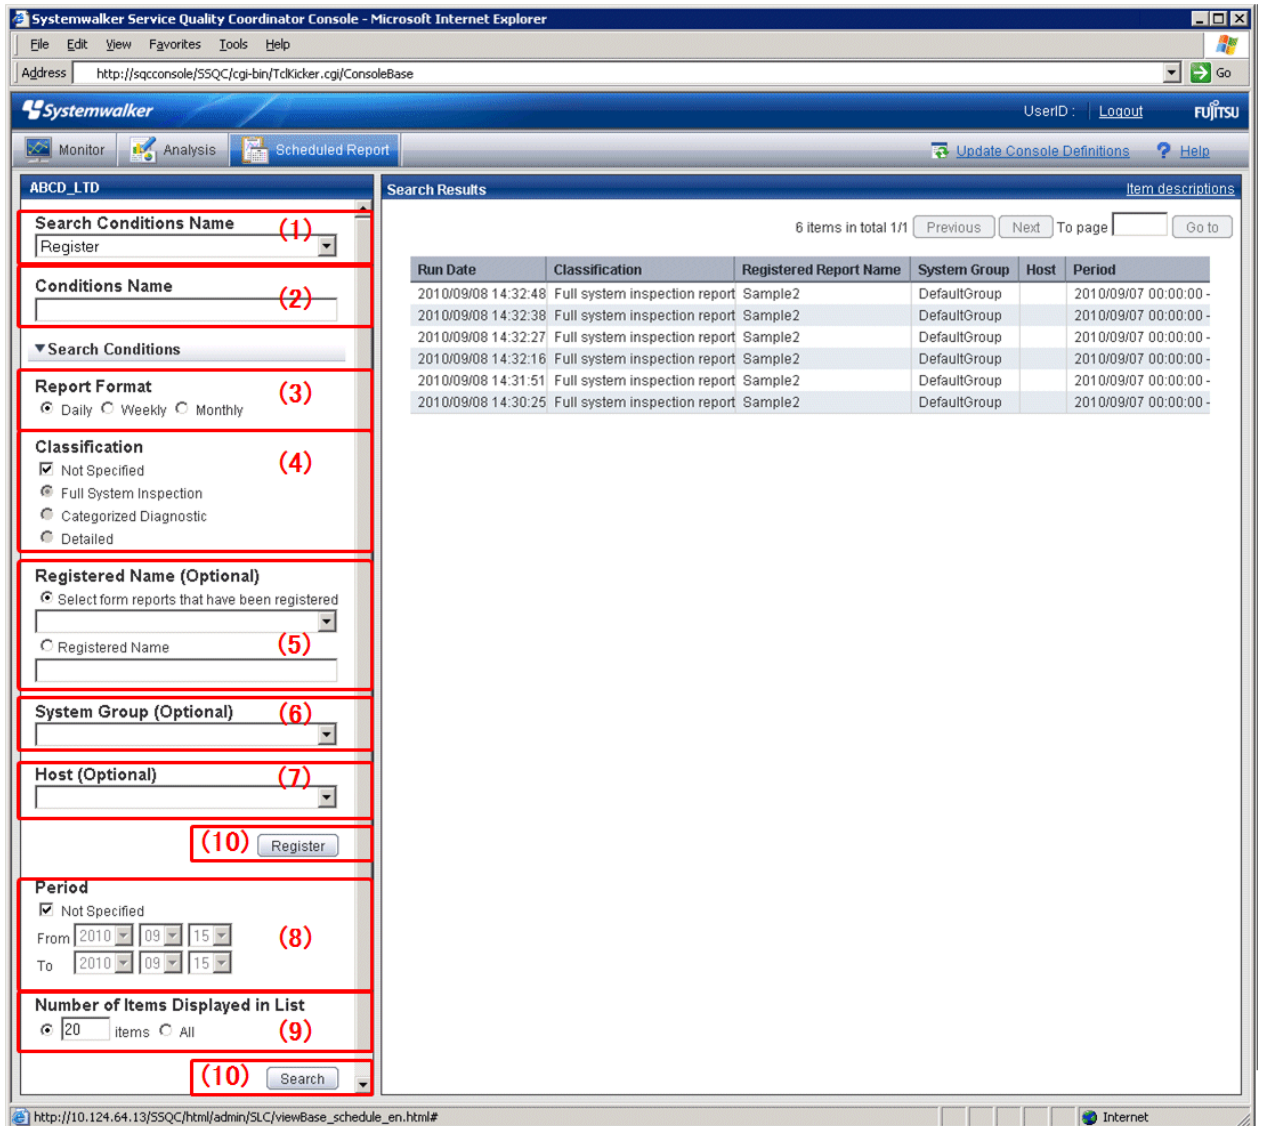 Systemwalker Service Quality Coordinator Console - Microsoft Internet Explorer
File Edit View Favorites Tools Help
Address http://sqcconsole/SSQC/cgi-bin/TclKicker.cgi/ConsoleBase Go
Systemwalker UserID : Logout FUJITSU
Monitor Analysis Scheduled Report Update Console Definitions ? Help
ABCD_LTD
Search Conditions Name (1)
Register
Conditions Name (2)
▼Search Conditions
Report Format (3)
Daily Weekly Monthly
Classification (4)
Not Specified
Full System Inspection
Categorized Diagnostic
Detailed
Registered Name (Optional)
Select form reports that have been registered
Registered Name (5)
System Group (Optional) (6)
Host (Optional) (7)
(10) Register
Period
Not Specified
From 2010 09 15 (8)
To 2010 09 15
Number of Items Displayed in List
20 items All (9)
(10) Search
Search Results Item descriptions
6 items in total 1/1 Previous Next To page Go to
Run Date Classification Registered Report Name System Group Host Period
2010/09/08 14:32:48 Full system inspection report Sample2 DefaultGroup 2010/09/07 00:00:00 -
2010/09/08 14:32:38 Full system inspection report Sample2 DefaultGroup 2010/09/07 00:00:00 -
2010/09/08 14:32:27 Full system inspection report Sample2 DefaultGroup 2010/09/07 00:00:00 -
2010/09/08 14:32:16 Full system inspection report Sample2 DefaultGroup 2010/09/07 00:00:00 -
2010/09/08 14:31:51 Full system inspection report Sample2 DefaultGroup 2010/09/07 00:00:00 -
2010/09/08 14:30:25 Full system inspection report Sample2 DefaultGroup 2010/09/07 00:00:00 -
http://10.124.64.13/SSQC/html/admin/SLC/viewBase_schedule_en.html# Internet